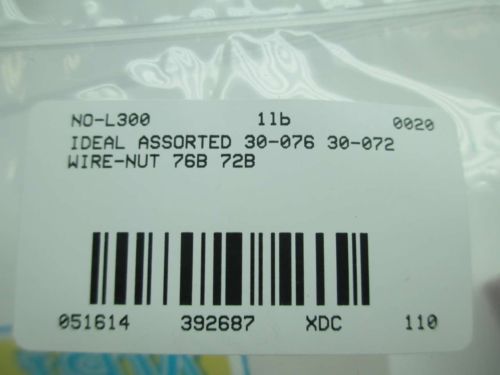 NO-L300 1lb 0020
IDEAL ASSORTED 30-076 30-072
WIRE-NUT 76B 72B
051614 392687 XDC 110